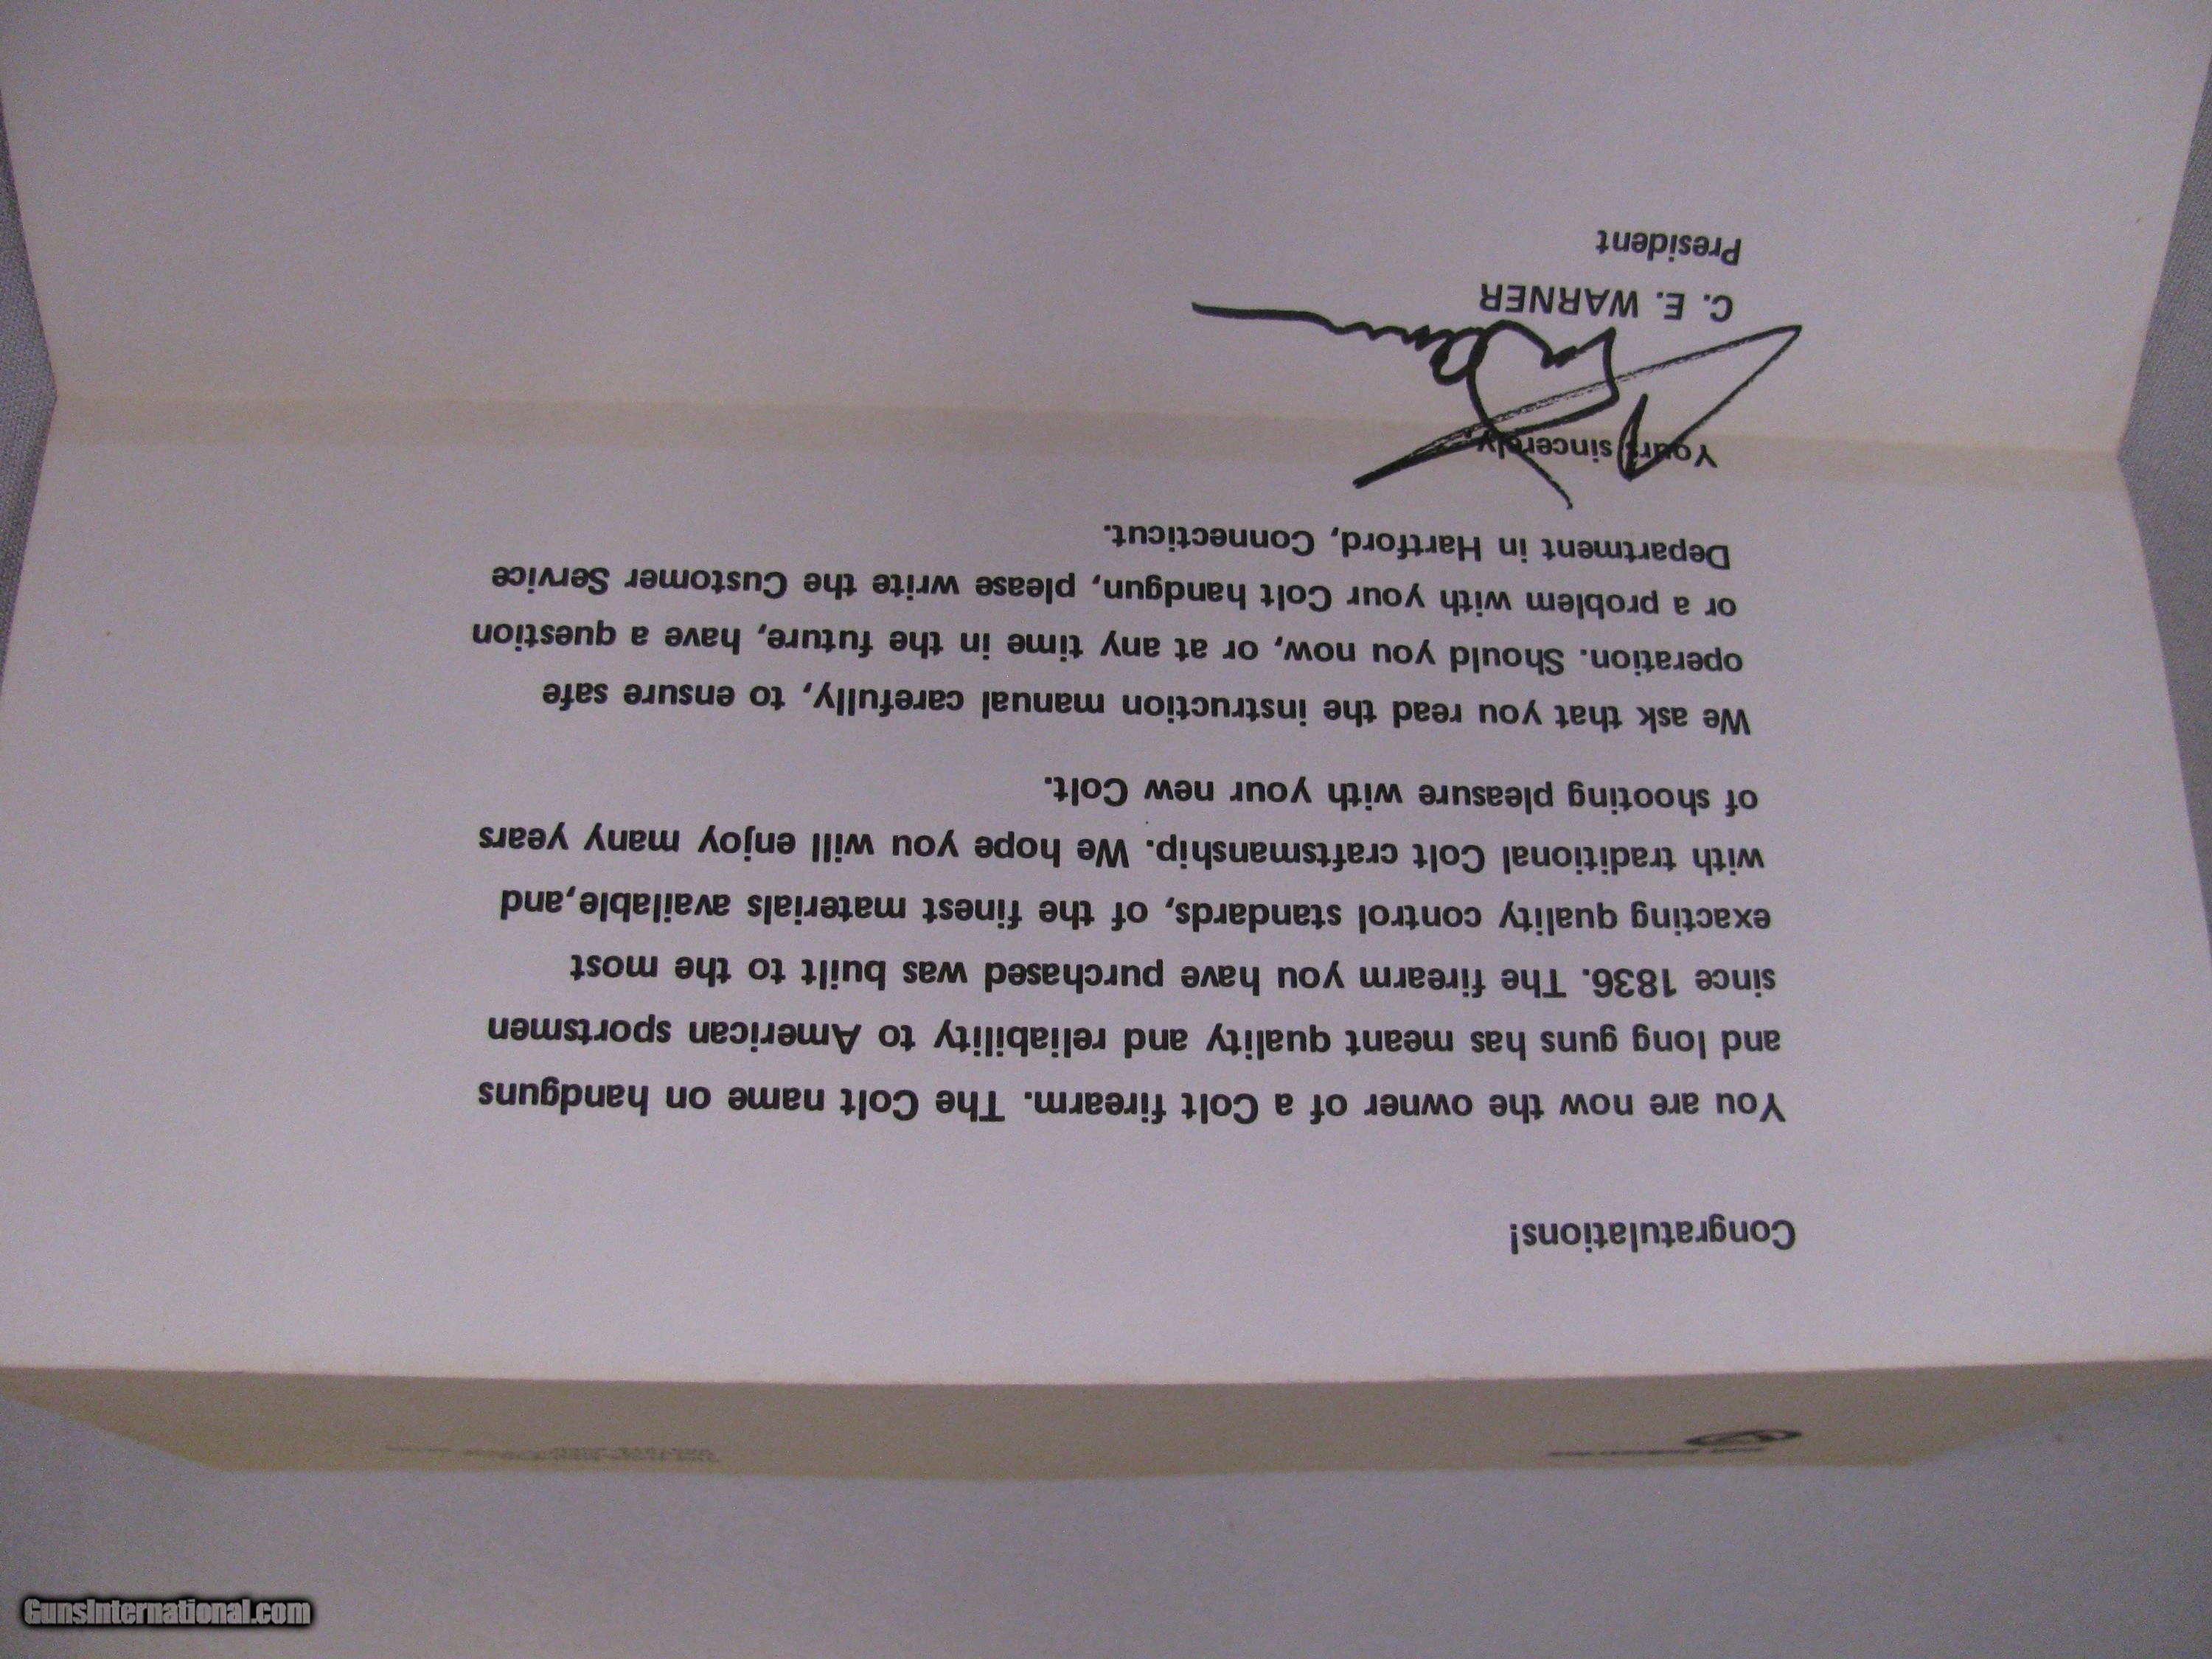 Congratulations!
You are now the owner of a Colt firearm. The Colt name on handguns
and long guns has meant quality and reliability to American sportsmen
since 1836. The firearm you have purchased was built to the most
exacting quality control standards, of the finest materials available,and
with traditional Colt craftsmanship. We hope you will enjoy many years
of shooting pleasure with your new Colt.
We ask that you read the instruction manual carefully, to ensure safe
operation. Should you now, or at any time in the future, have a question
or a problem with your Colt handgun, please write the Customer Service
Department in Hartford, Connecticut.
Yours sincerely,
C. E. WARNER
President
GunsInternational.com